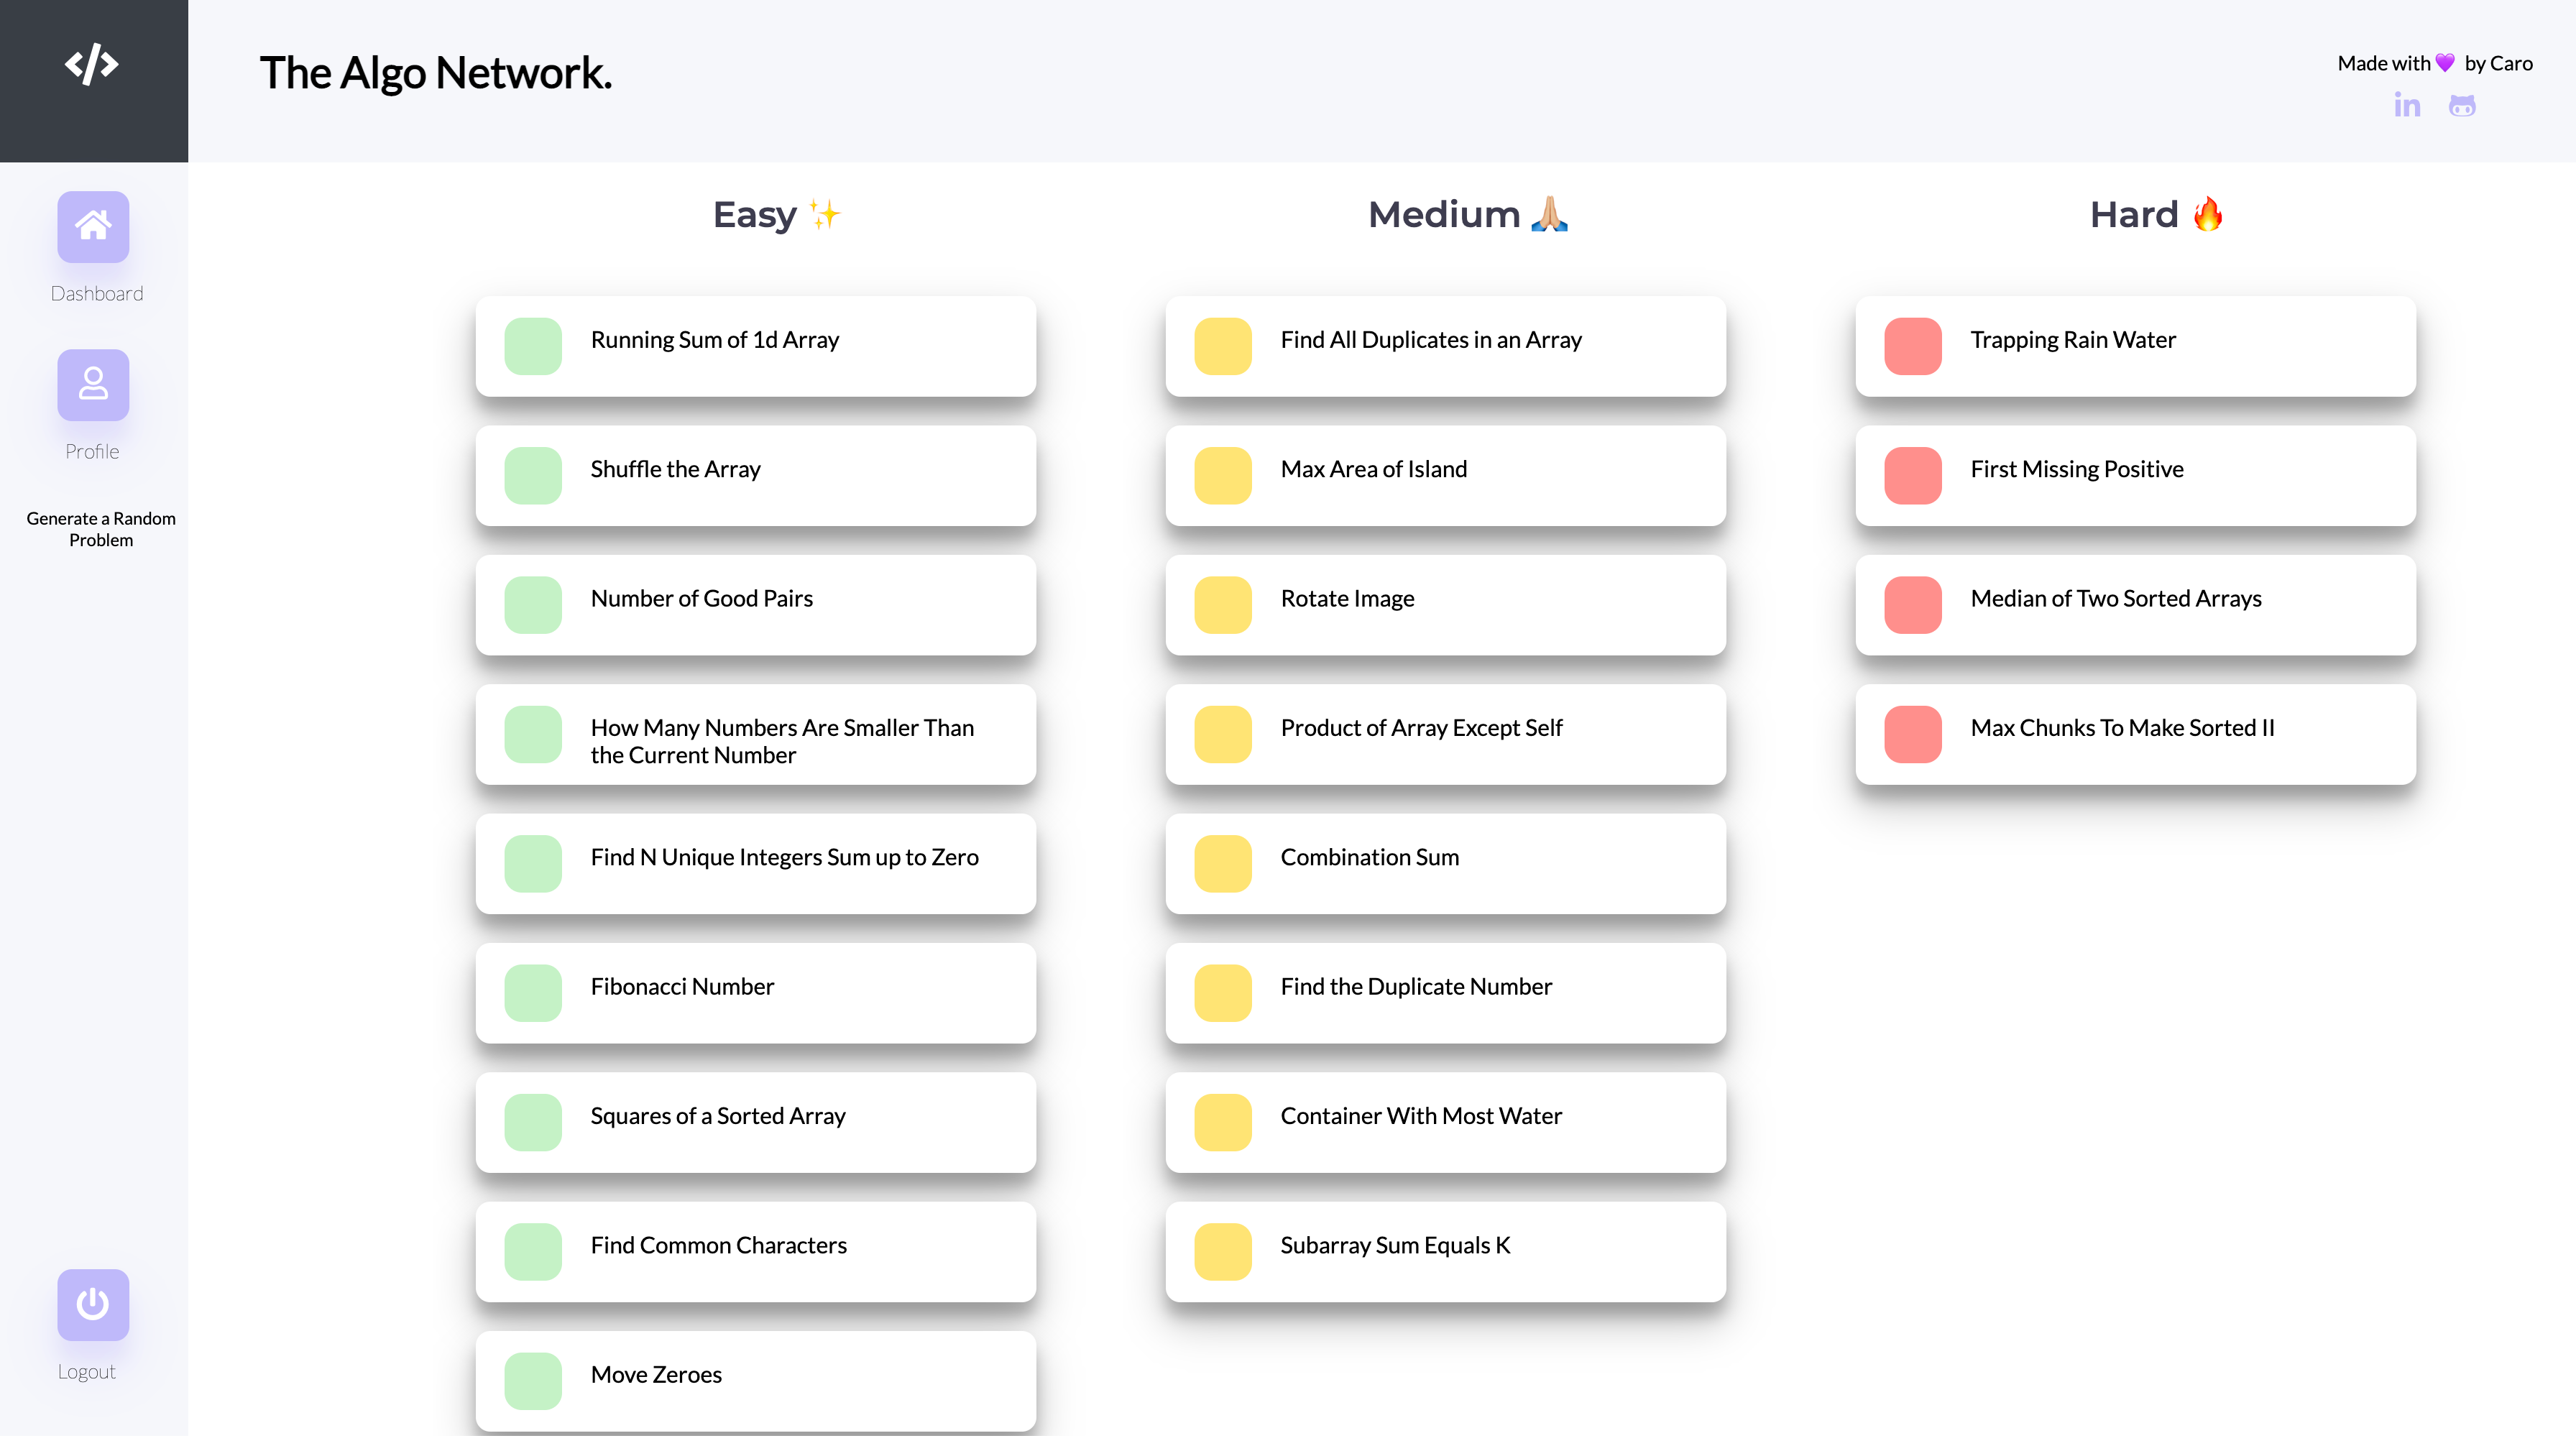 The Algo Network.
Made with 💜 by Caro
Dashboard
Profile
Generate a Random
Problem
Logout
Easy ✨
Running Sum of 1d Array
Shuffle the Array
Number of Good Pairs
How Many Numbers Are Smaller Than
the Current Number
Find N Unique Integers Sum up to Zero
Fibonacci Number
Squares of a Sorted Array
Find Common Characters
Move Zeroes
Medium 🙏🏼
Find All Duplicates in an Array
Max Area of Island
Rotate Image
Product of Array Except Self
Combination Sum
Find the Duplicate Number
Container With Most Water
Subarray Sum Equals K
Hard 🔥
Trapping Rain Water
First Missing Positive
Median of Two Sorted Arrays
Max Chunks To Make Sorted II